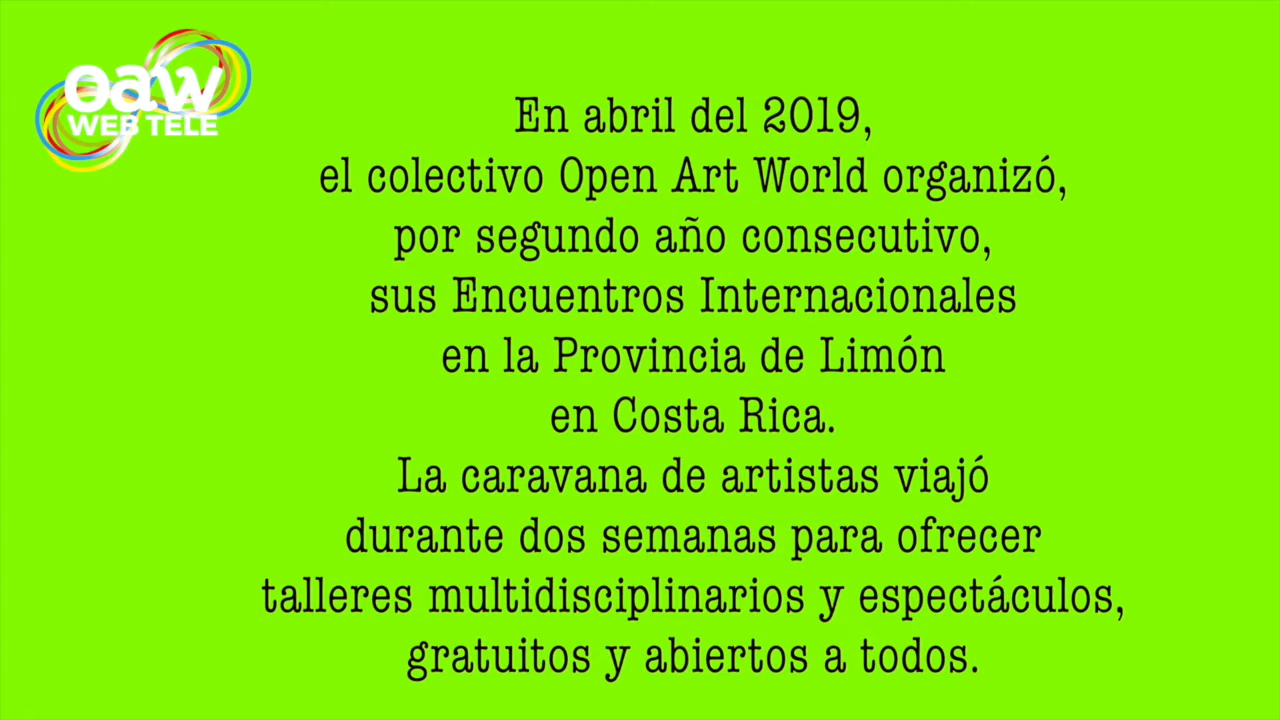 oaw
WEB TELE
En abril del 2019,
el colectivo Open Art World organizó,
por segundo año consecutivo,
sus Encuentros Internacionales
en la Provincia de Limón
en Costa Rica.
La caravana de artistas viajó
durante dos semanas para ofrecer
talleres multidisciplinarios y espectáculos,
gratuitos y abiertos a todos.